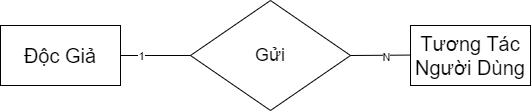 Độc Giả
1
Gửi
N
Tương Tác
Người Dùng